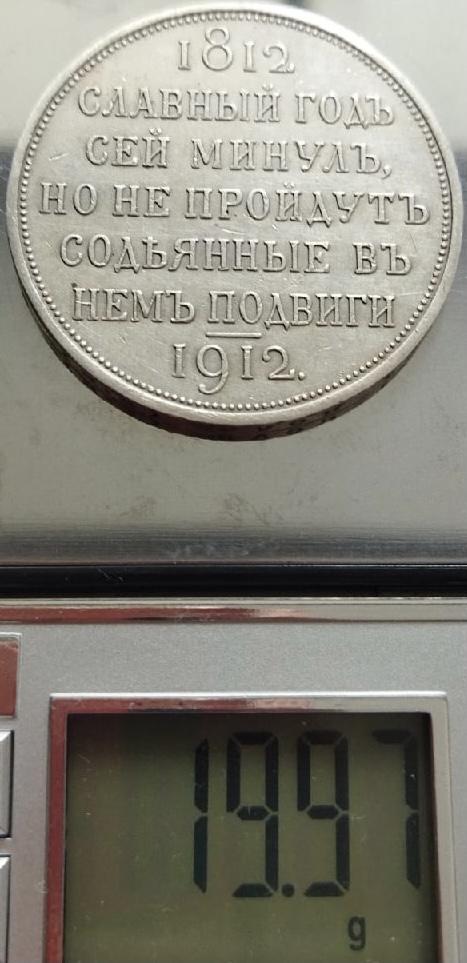 1812
СЛАВНЫЙ ГОДЪ
СЕЙ МИНУЛЪ,
НО НЕ ПРОЙДУТЪ
СОДѢЯННЫЕ ВЪ
НЕМЪ ПОДВИГИ
1912.
19.97
g